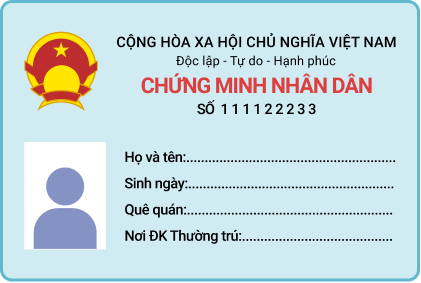 CỘNG HÒA XA HỘI CHỦ NGHĨA VIỆT NAM
Độc lập - Tự do - Hạnh phúc
CHỨNG MINH NHÂN DÂN
SỐ 111122233
Họ và tên:............................................................
Sinh ngày:............................................................
Quê quán:............................................................
Nơi ĐK Thường trú:............................................